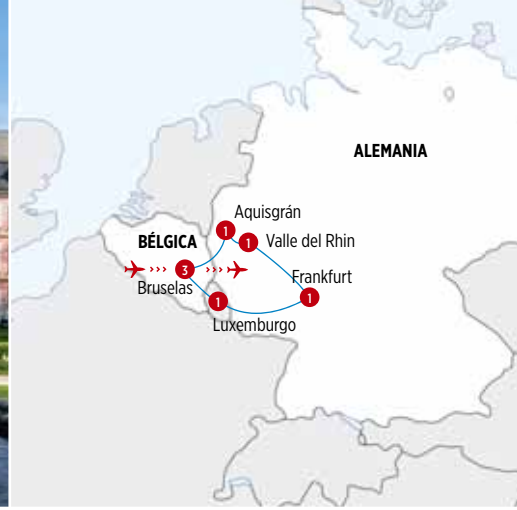 ALEMANIA
Aquisgrán
1
BÉLGICA
1
Valle del Rhin
3
Bruselas
Frankfurt
1
1
Luxemburgo